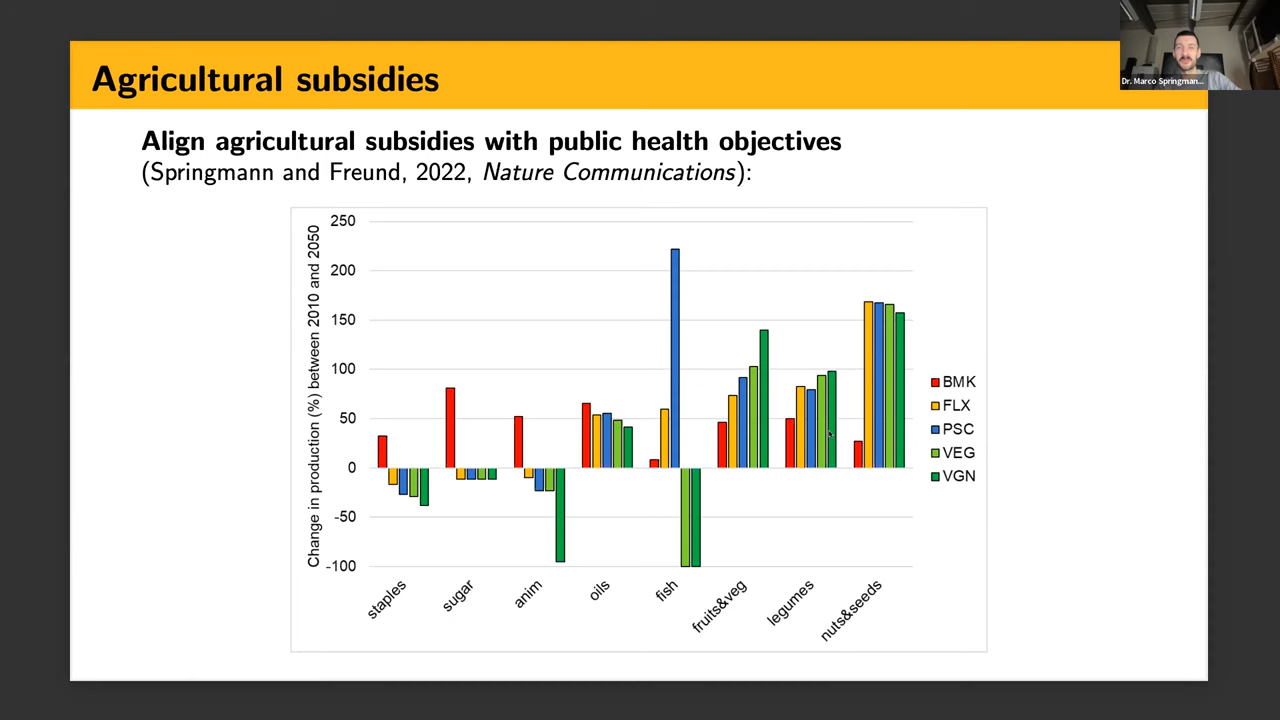 Agricultural subsidies
Dr. Marco Springman...
Align agricultural subsidies with public health objectives
(Springmann and Freund, 2022, Nature Communications):
Change in production (%) between 2010 and 2050
250
200
150
100
50
0
-50
-100
staples
sugar
anim
oils
fish
fruits&veg
legumes
nuts&seeds
BMK
FLX
PSC
VEG
VGN